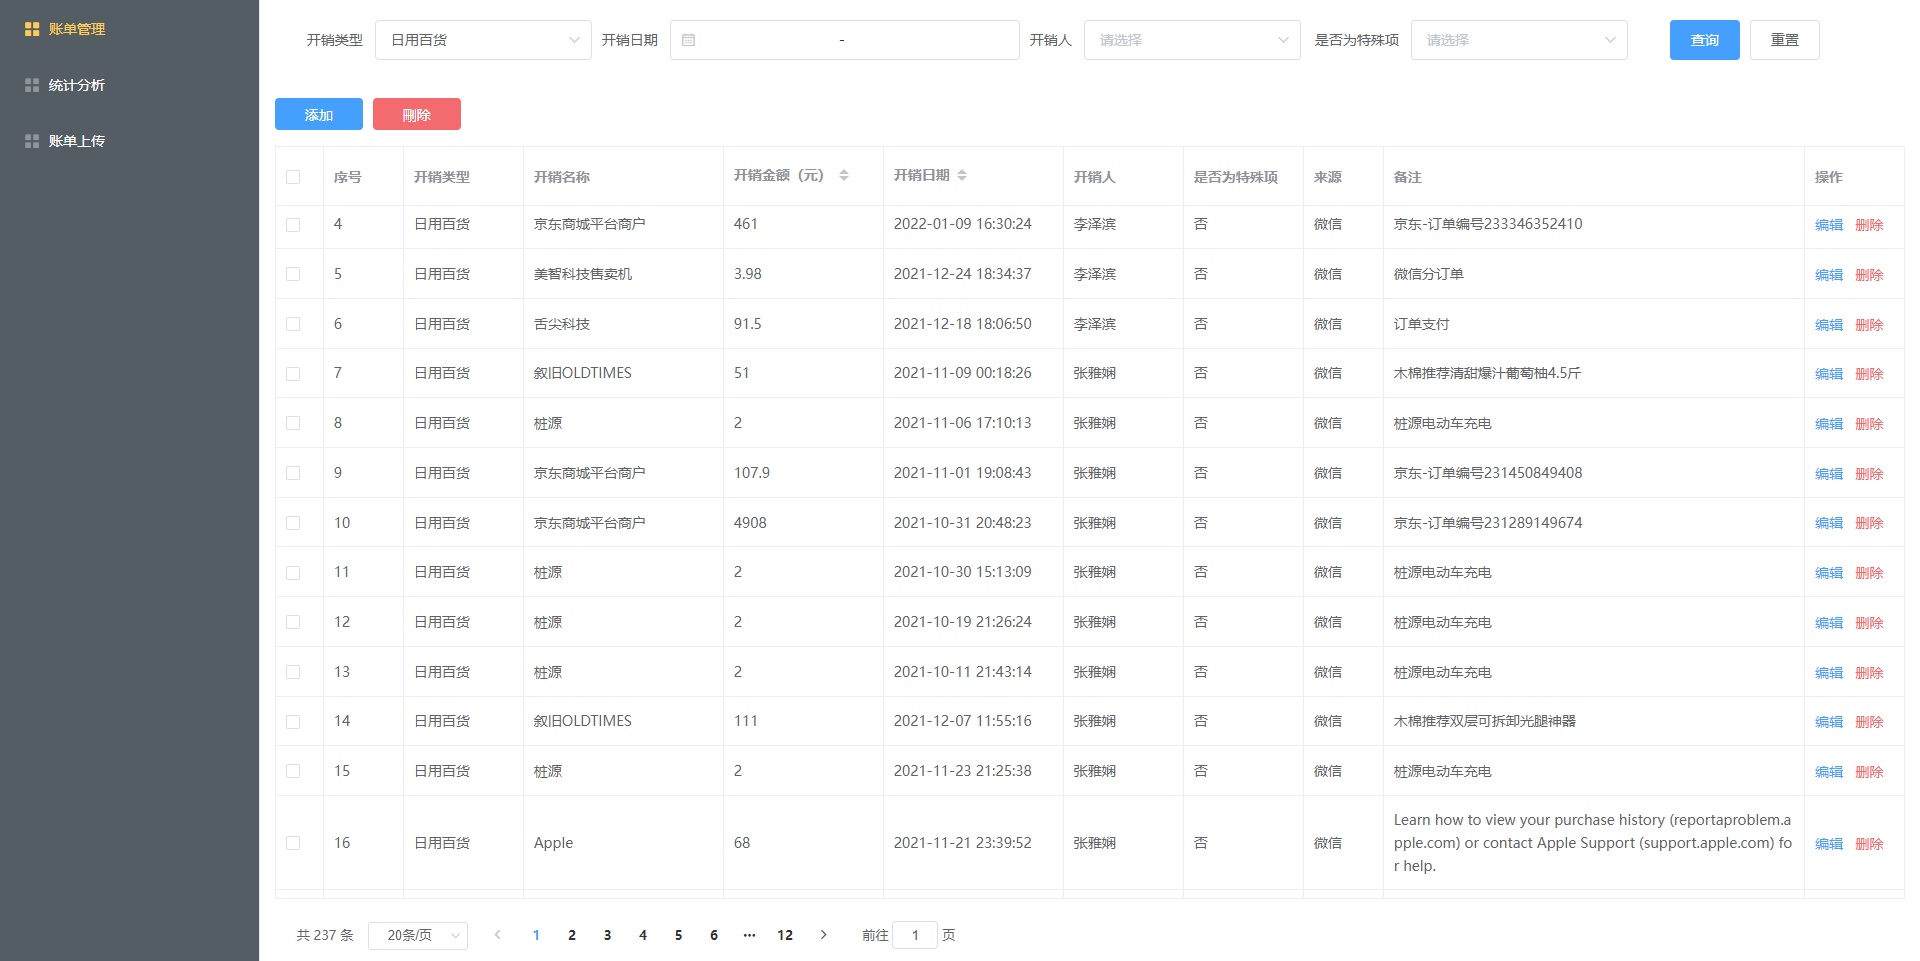 账单管理
统计分析
账单上传
开销类型 日用百货 开销日期 - 开销人 请选择 是否为特殊项 请选择 查询 重置
添加 刪除
序号 开销类型 开销名称 开销金额（元） 开销日期 开销人 是否为特殊项 来源 备注 操作
4 日用百货 京东商城平台商户 461 2022-01-09 16:30:24 李泽滨 否 微信 京东-订单编号233346352410 编辑 删除
5 日用百货 美智科技售卖机 3.98 2021-12-24 18:34:37 李泽滨 否 微信 微信分订单 编辑 删除
6 日用百货 舌尖科技 91.5 2021-12-18 18:06:50 李泽滨 否 微信 订单支付 编辑 删除
7 日用百货 叙旧OLDTIMES 51 2021-11-09 00:18:26 张雅娴 否 微信 木棉推荐清甜爆汁葡萄柚4.5斤 编辑 删除
8 日用百货 桩源 2 2021-11-06 17:10:13 张雅娴 否 微信 桩源电动车充电 编辑 删除
9 日用百货 京东商城平台商户 107.9 2021-11-01 19:08:43 张雅娴 否 微信 京东-订单编号231450849408 编辑 删除
10 日用百货 京东商城平台商户 4908 2021-10-31 20:48:23 张雅娴 否 微信 京东-订单编号231289149674 编辑 删除
11 日用百货 桩源 2 2021-10-30 15:13:09 张雅娴 否 微信 桩源电动车充电 编辑 删除
12 日用百货 桩源 2 2021-10-19 21:26:24 张雅娴 否 微信 桩源电动车充电 编辑 删除
13 日用百货 桩源 2 2021-10-11 21:43:14 张雅娴 否 微信 桩源电动车充电 编辑 删除
14 日用百货 叙旧OLDTIMES 111 2021-12-07 11:55:16 张雅娴 否 微信 木棉推荐双层可拆卸光腿神器 编辑 删除
15 日用百货 桩源 2 2021-11-23 21:25:38 张雅娴 否 微信 桩源电动车充电 编辑 删除
16 日用百货 Apple 68 2021-11-21 23:39:52 张雅娴 否 微信 Learn how to view your purchase history (reportaproblem.a
pple.com) or contact Apple Support (support.apple.com) fo
r help. 编辑 删除
共 237 条 20条/页 1 2 3 4 5 6 ··· 12 前往 1 页